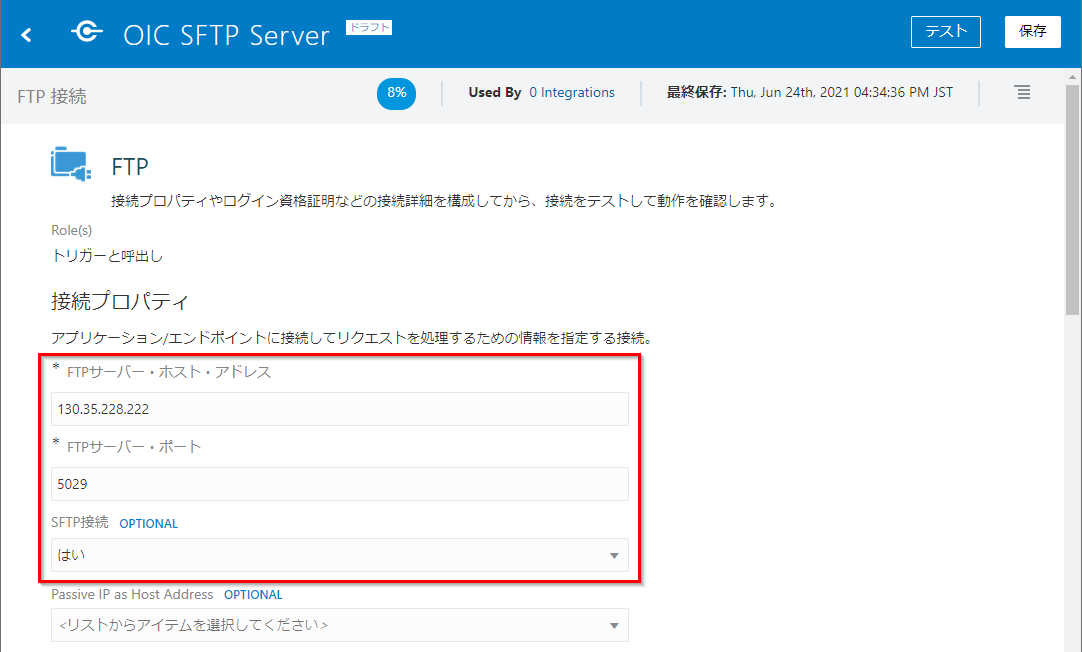 OIC SFTP Server ドラフト テスト 保存
FTP 接続 8% Used By 0 Integrations 最終保存: Thu, Jun 24th, 2021 04:34:36 PM JST
FTP
接続プロパティやログイン資格証明などの接続詳細を構成してから、接続をテストして動作を確認します。
Role(s)
トリガーと呼出し
接続プロパティ
アプリケーション/エンドポイントに接続してリクエストを処理するための情報を指定する接続。
* FTPサーバー・ホスト・アドレス
130.35.228.222
* FTPサーバー・ポート
5029
SFTP接続 OPTIONAL
はい
Passive IP as Host Address OPTIONAL
<リストからアイテムを選択してください>